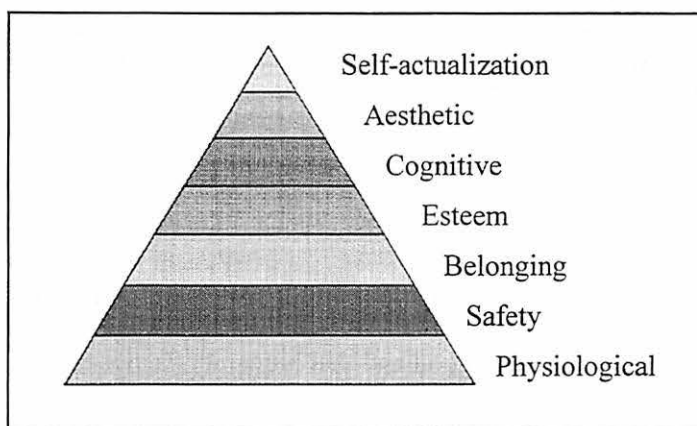 Self-actualization
Aesthetic
Cognitive
Esteem
Belonging
Safety
Physiological